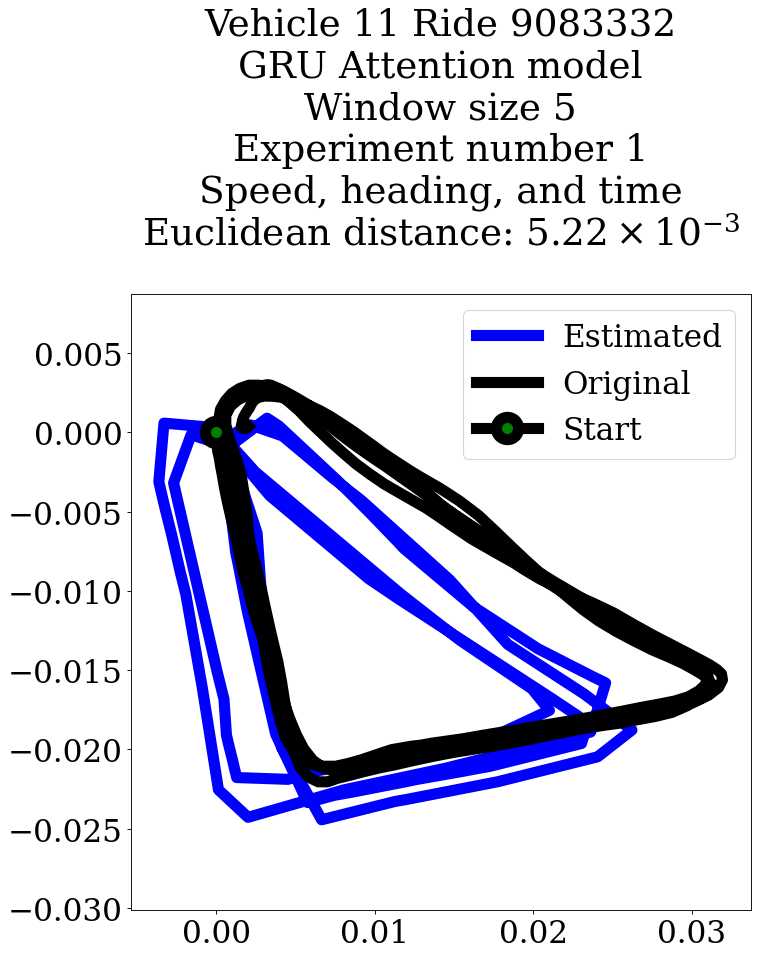 Vehicle 11 Ride 9083332
GRU Attention model
Window size 5
Experiment number 1
Speed, heading, and time
Euclidean distance: 5.22 × 10⁻³
Estimated
Original
Start
0.005
0.000
−0.005
−0.010
−0.015
−0.020
−0.025
−0.030
0.00 0.01 0.02 0.03